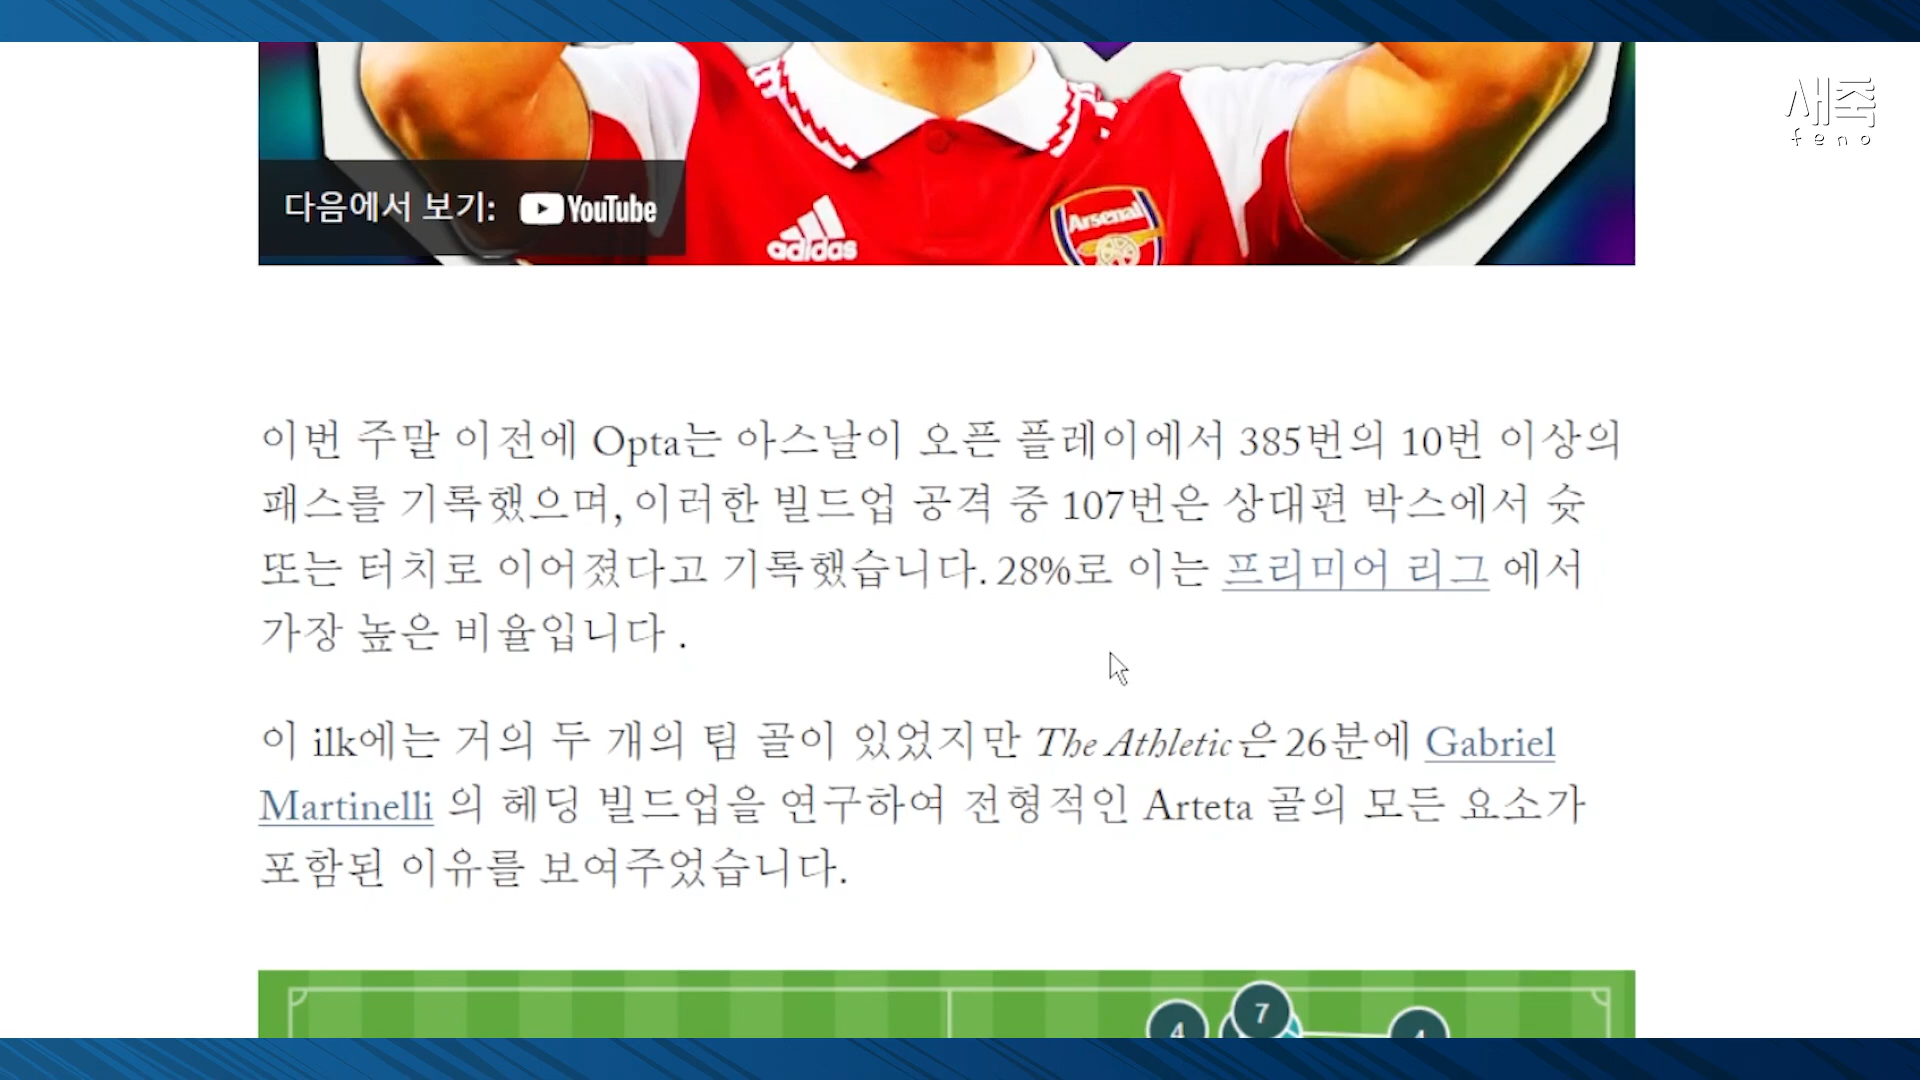 새축
feno
Arsenal
adidas
다음에서 보기: YouTube
이번 주말 이전에 Opta는 아스날이 오픈 플레이에서 385번의 10번 이상의
패스를 기록했으며, 이러한 빌드업 공격 중 107번은 상대편 박스에서 슛
또는 터치로 이어졌다고 기록했습니다. 28%로 이는 프리미어 리그 에서
가장 높은 비율입니다 .
이 ilk에는 거의 두 개의 팀 골이 있었지만 The Athletic은 26분에 Gabriel
Martinelli 의 헤딩 빌드업을 연구하여 전형적인 Arteta 골의 모든 요소가
포함된 이유를 보여주었습니다.
7
4
4